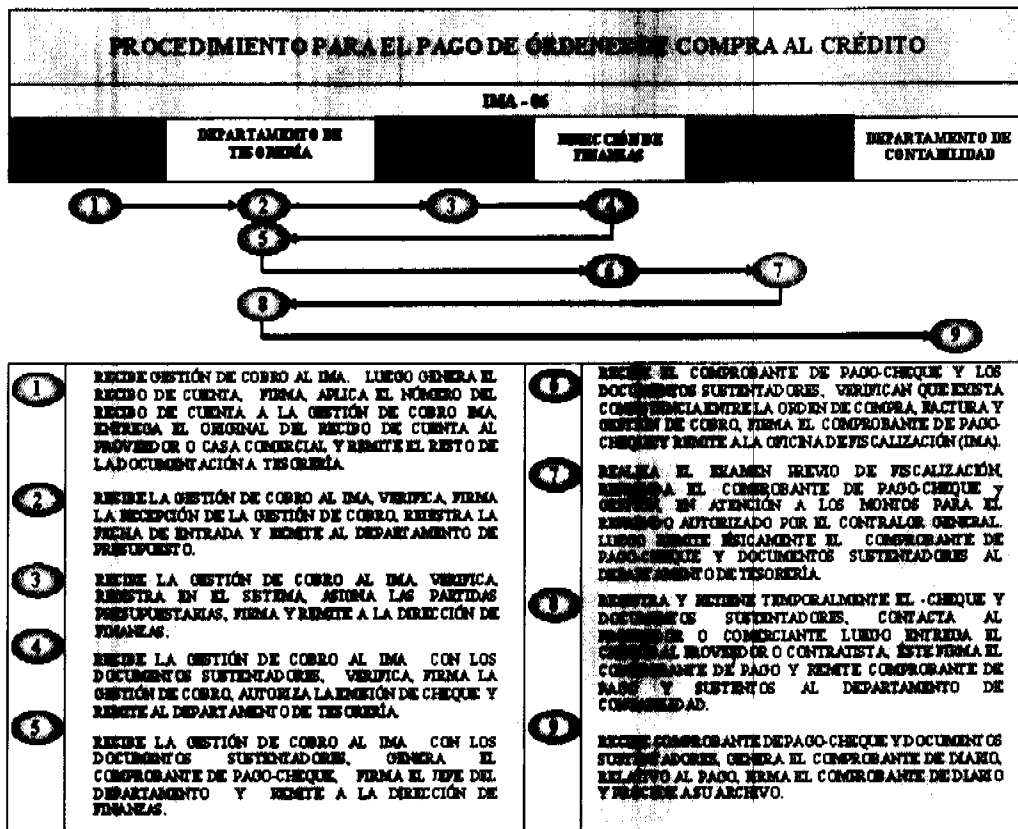 PROCEDIMIENTO PARA EL PAGO DE ÓRDENES DE COMPRA AL CRÉDITO
IMA - 06
DEPARTAMENTO DE
TESORERÍA
DIRECCIÓN DE
FINANZAS
DEPARTAMENTO DE
CONTABILIDAD
1
2
3
4
5
6
7
8
9
1
RECIBE GESTIÓN DE COBRO AL IMA. LUEGO GENERA EL
RECIBO DE CUENTA, FIRMA, APLICA EL NÚMERO DEL
RECIBO DE CUENTA A LA GESTIÓN DE COBRO IMA,
ENTREGA EL ORIGINAL DEL RECIBO DE CUENTA AL
PROVEEDOR O CASA COMERCIAL, Y REMITE EL RESTO DE
LA DOCUMENTACIÓN A TESORERÍA.
2
RECIBE LA GESTIÓN DE COBRO AL IMA, VERIFICA, FIRMA
LA RECEPCIÓN DE LA GESTIÓN DE COBRO, REGISTRA LA
FECHA DE ENTRADA Y REMITE AL DEPARTAMENTO DE
PRESUPUESTO.
3
RECIBE LA GESTIÓN DE COBRO AL IMA, VERIFICA,
REGISTRA EN EL SISTEMA, ASIGNA LAS PARTIDAS
PRESUPUESTARIAS, FIRMA Y REMITE A LA DIRECCIÓN DE
FINANZAS.
4
RECIBE LA GESTIÓN DE COBRO AL IMA CON LOS
DOCUMENTOS SUSTENTADORES, VERIFICA, FIRMA LA
GESTIÓN DE COBRO, AUTORIZA LA EMISIÓN DE CHEQUE Y
REMITE AL DEPARTAMENTO DE TESORERÍA.
5
RECIBE LA GESTIÓN DE COBRO AL IMA CON LOS
DOCUMENTOS SUSTENTADORES, GENERA EL
COMPROBANTE DE PAGO-CHEQUE, FIRMA EL JEFE DEL
DEPARTAMENTO Y REMITE A LA DIRECCIÓN DE
FINANZAS.
6
RECIBE EL COMPROBANTE DE PAGO-CHEQUE Y LOS
DOCUMENTOS SUSTENTADORES, VERIFICAN QUE EXISTA
CONSISTENCIA ENTRE LA ORDEN DE COMPRA, FACTURA Y
GESTIÓN DE COBRO, FIRMA EL COMPROBANTE DE PAGO-
CHEQUE Y REMITE A LA OFICINA DE FISCALIZACIÓN (IMA).
7
REALIZA EL EXAMEN PREVIO DE FISCALIZACIÓN,
REFRENDA EL COMPROBANTE DE PAGO-CHEQUE Y
EN ATENCIÓN A LOS MONTOS PARA EL
REFRENDO AUTORIZADO POR EL CONTRALOR GENERAL.
LUEGO REMITE FÍSICAMENTE EL COMPROBANTE DE
PAGO-CHEQUE Y DOCUMENTOS SUSTENTADORES AL
DEPARTAMENTO DE TESORERÍA.
8
REGISTRA Y RETIENE TEMPORALMENTE EL -CHEQUE Y
DOCUMENTOS SUSTENTADORES, CONTACTA AL
PROVEEDOR O COMERCIANTE LUEGO ENTREGA EL
CHEQUE AL PROVEEDOR O CONTRATISTA, ÉSTE FIRMA EL
COMPROBANTE DE PAGO Y REMITE COMPROBANTE DE
PAGO Y SUSTENTOS AL DEPARTAMENTO DE
CONTABILIDAD.
9
RECIBE COMPROBANTE DE PAGO-CHEQUE Y DOCUMENTOS
SUSTENTADORES, GENERA EL COMPROBANTE DE DIARIO,
RELATIVO AL PAGO, FIRMA EL COMPROBANTE DE DIARIO
Y PROCEDE A SU ARCHIVO.